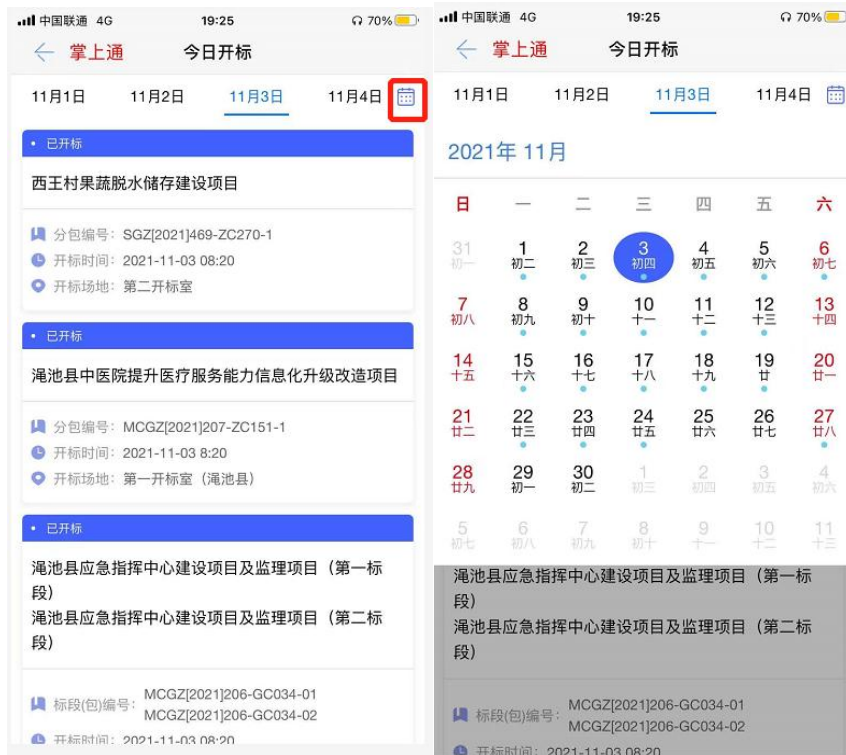 中国联通 4G 19:25 70%
掌上通 今日开标
11月1日 11月2日 11月3日 11月4日
• 已开标
西王村果蔬脱水储存建设项目
分包编号：SGZ[2021]469-ZC270-1
开标时间：2021-11-03 08:20
开标场地：第二开标室
• 已开标
渑池县中医院提升医疗服务能力信息化升级改造项目
分包编号：MCGZ[2021]207-ZC151-1
开标时间：2021-11-03 8:20
开标场地：第一开标室（渑池县）
• 已开标
渑池县应急指挥中心建设项目及监理项目（第一标
段）
渑池县应急指挥中心建设项目及监理项目（第二标
段）
标段(包)编号：MCGZ[2021]206-GC034-01
MCGZ[2021]206-GC034-02
开标时间：2021-11-03 08:20
中国联通 4G 19:25 70%
掌上通 今日开标
11月1日 11月2日 11月3日 11月4日
2021年 11月
日 一 二 三 四 五 六
31 1 2 3 4 5 6
初一 初二 初三 初四 初五 初六 初七
7 8 9 10 11 12 13
初八 初九 初十 十一 十二 十三 十四
14 15 16 17 18 19 20
十五 十六 十七 十八 十九 廿 廿一
21 22 23 24 25 26 27
廿二 廿三 廿四 廿五 廿六 廿七 廿八
28 29 30 1 2 3 4
廿九 初一 初二 初三 初四 初五 初六
5 6 7 8 9 10 11
初七 初八 初九 初十 十一 十二 十三
渑池县应急指挥中心建设项目及监理项目（第一标
段）
渑池县应急指挥中心建设项目及监理项目（第二标
段）
标段(包)编号：MCGZ[2021]206-GC034-01
MCGZ[2021]206-GC034-02
开标时间：2021-11-03 08:20